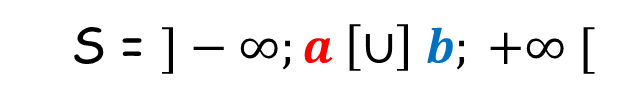 S = ] − ∞; a [∪] b; +∞ [